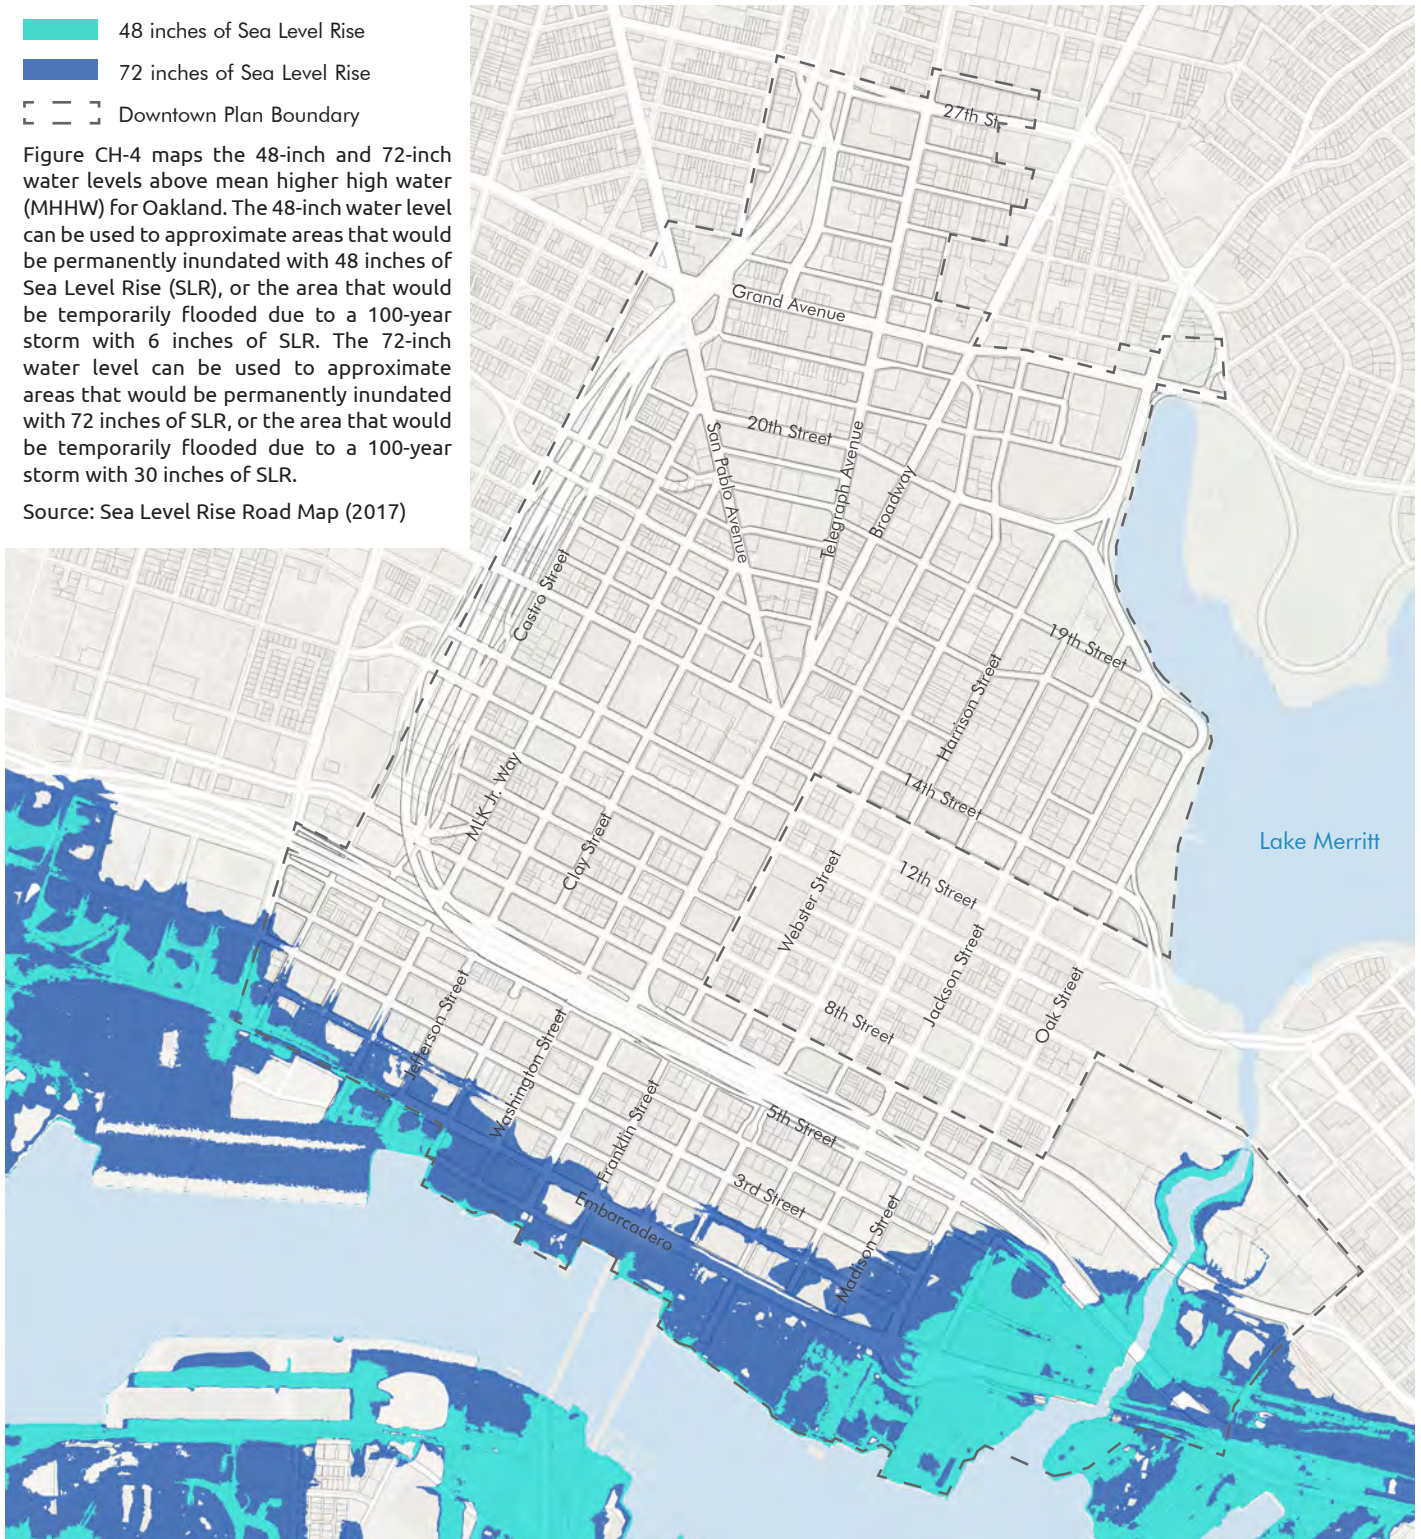 48 inches of Sea Level Rise
72 inches of Sea Level Rise
Downtown Plan Boundary
Figure CH-4 maps the 48-inch and 72-inch
water levels above mean higher high water
(MHHW) for Oakland. The 48-inch water level
can be used to approximate areas that would
be permanently inundated with 48 inches of
Sea Level Rise (SLR), or the area that would
be temporarily flooded due to a 100-year
storm with 6 inches of SLR. The 72-inch
water level can be used to approximate
areas that would be permanently inundated
with 72 inches of SLR, or the area that would
be temporarily flooded due to a 100-year
storm with 30 inches of SLR.
Source: Sea Level Rise Road Map (2017)
27th St.
Grand Avenue
20th Street
San Pablo Avenue
Telegraph Avenue
Broadway
Castro Street
19th Street
Harrison Street
MLK Jr. Way
14th Street
Clay Street
Lake Merritt
Webster Street
12th Street
Jackson Street
Oak Street
8th Street
Jefferson Street
Washington Street
Franklin Street
5th Street
3rd Street
Embarcadero
Madison Street